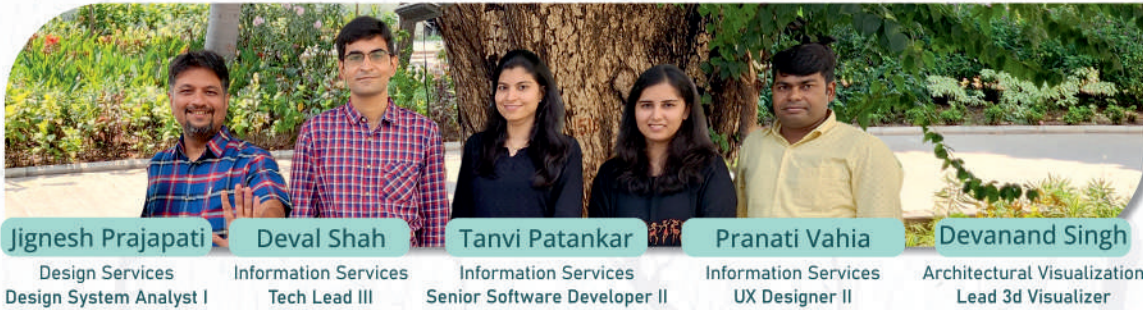 Jignesh Prajapati
Design Services
Design System Analyst I
Deval Shah
Information Services
Tech Lead III
Tanvi Patankar
Information Services
Senior Software Developer II
Pranati Vahia
Information Services
UX Designer II
Devanand Singh
Architectural Visualization
Lead 3d Visualizer